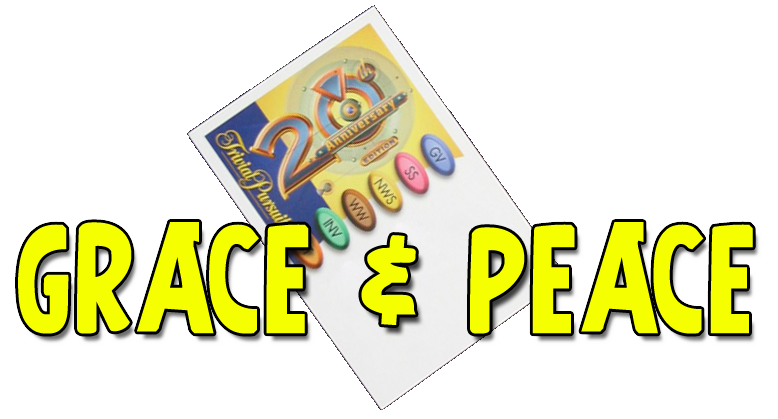 20th
Anniversary
EDITION
Trivial Pursuit
INV
WW
NWS
SS
GV
GRACE & PEACE